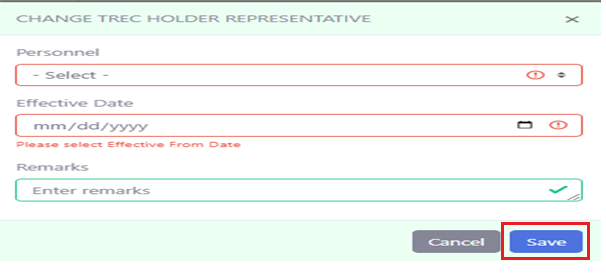 CHANGE TREC HOLDER REPRESENTATIVE
Personnel
- Select -
Effective Date
mm/dd/yyyy
Please select Effective From Date
Remarks
Enter remarks
Cancel Save